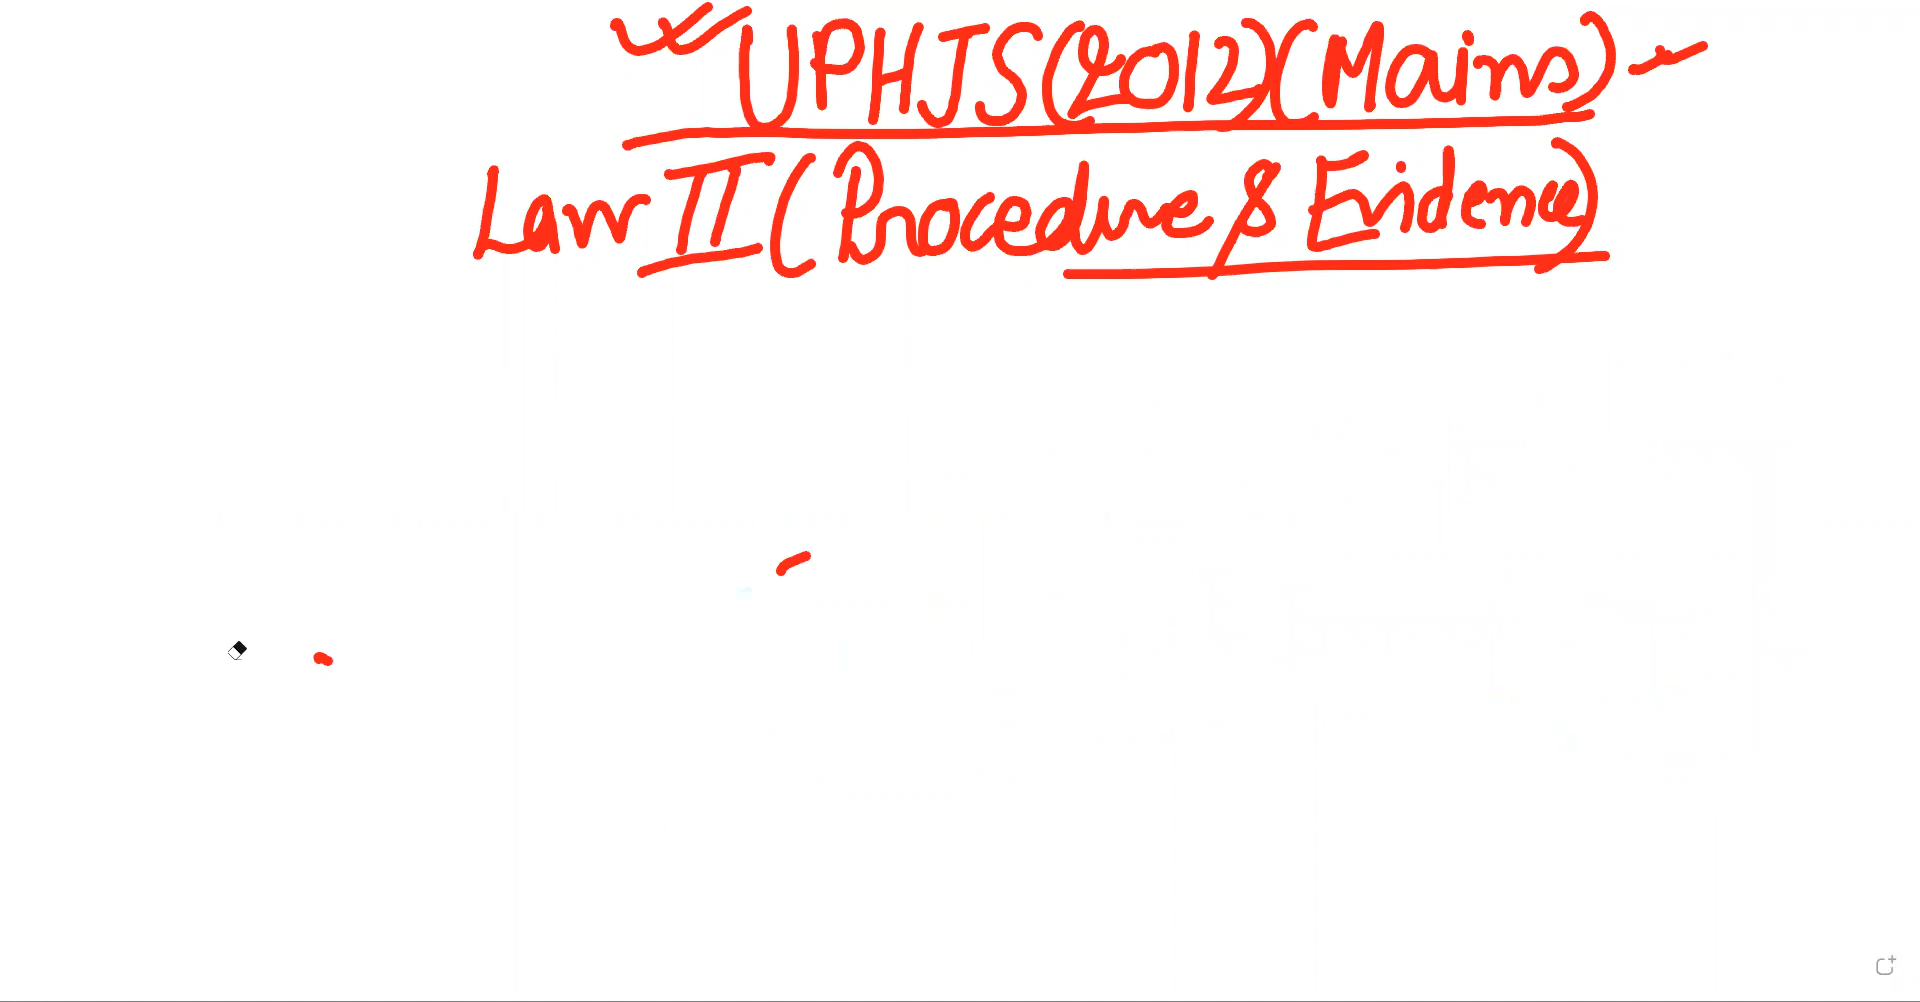 UPHJS(2012)(Mains)-
Law II (Procedure & Evidence)